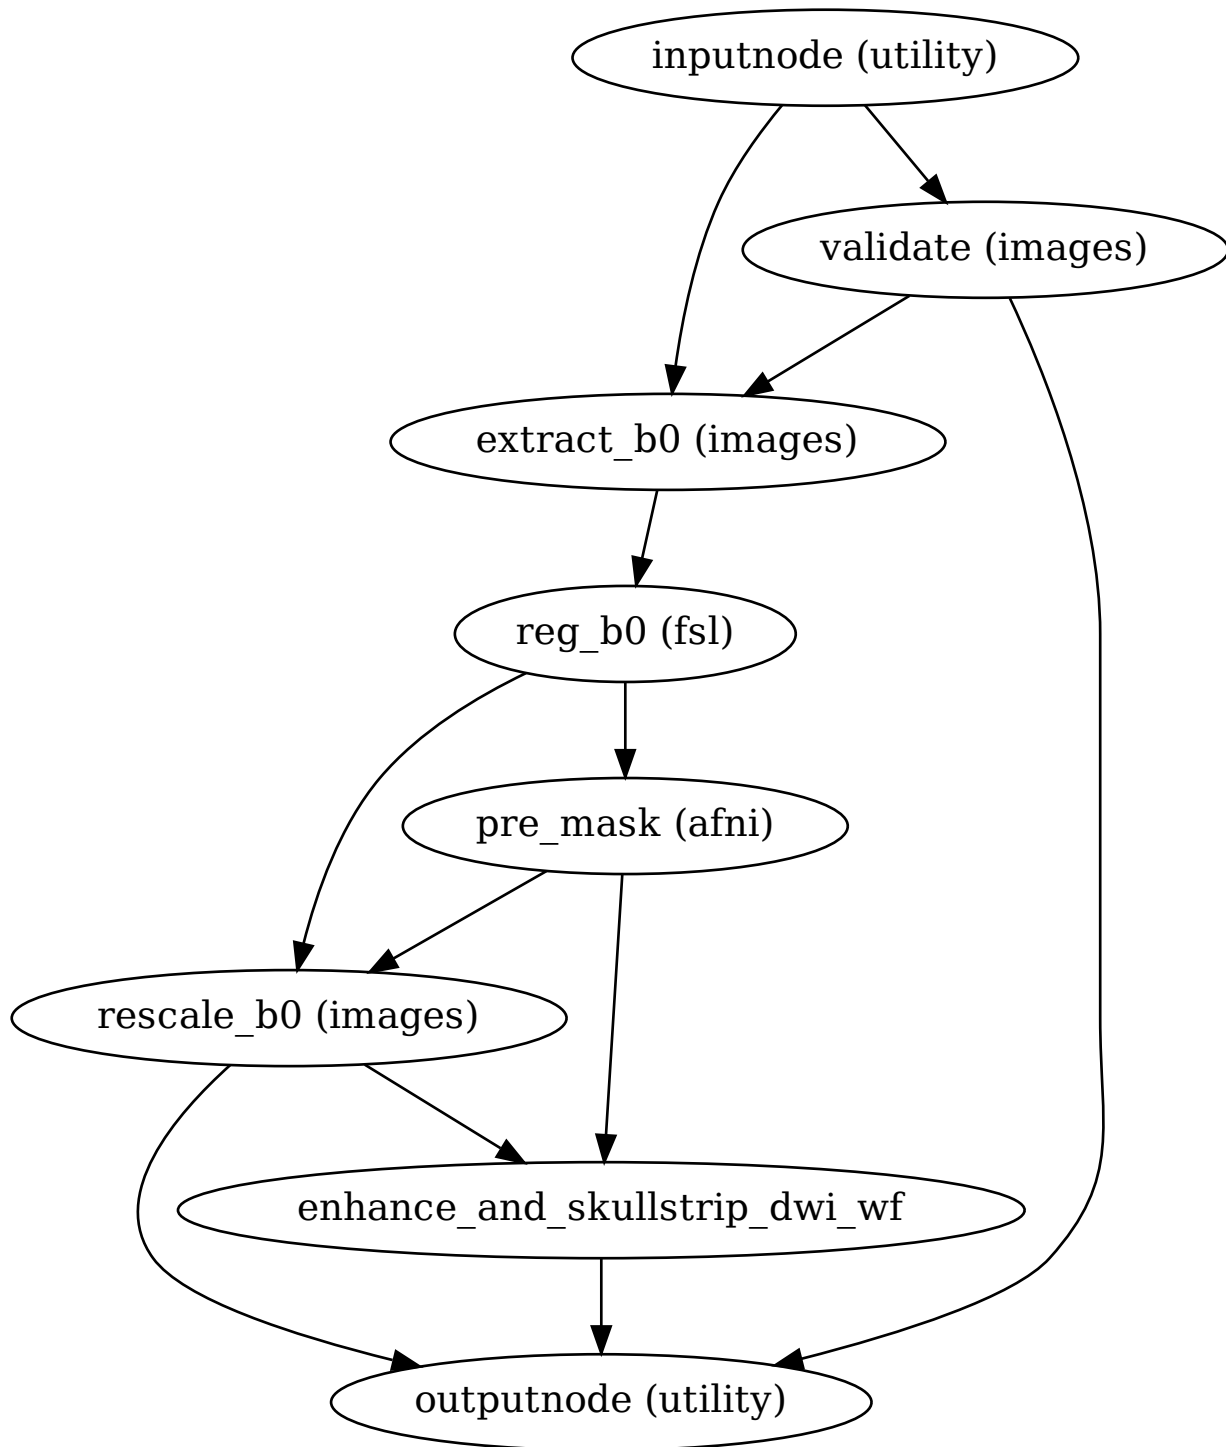 inputnode (utility)
validate (images)
extract_b0 (images)
reg_b0 (fsl)
pre_mask (afni)
rescale_b0 (images)
enhance_and_skullstrip_dwi_wf
outputnode (utility)